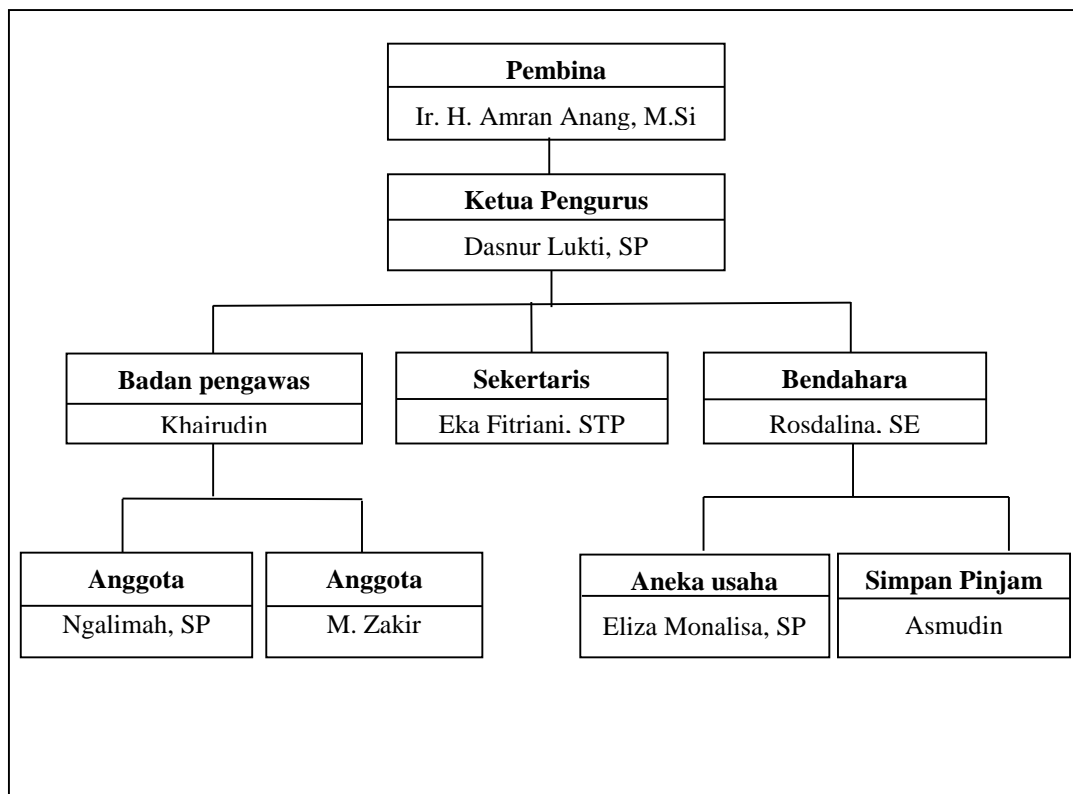 Pembina
Ir. H. Amran Anang, M.Si
Ketua Pengurus
Dasnur Lukti, SP
Badan pengawas
Khairudin
Sekertaris
Eka Fitriani, STP
Bendahara
Rosdalina, SE
Anggota
Ngalimah, SP
Anggota
M. Zakir
Aneka usaha
Eliza Monalisa, SP
Simpan Pinjam
Asmudin